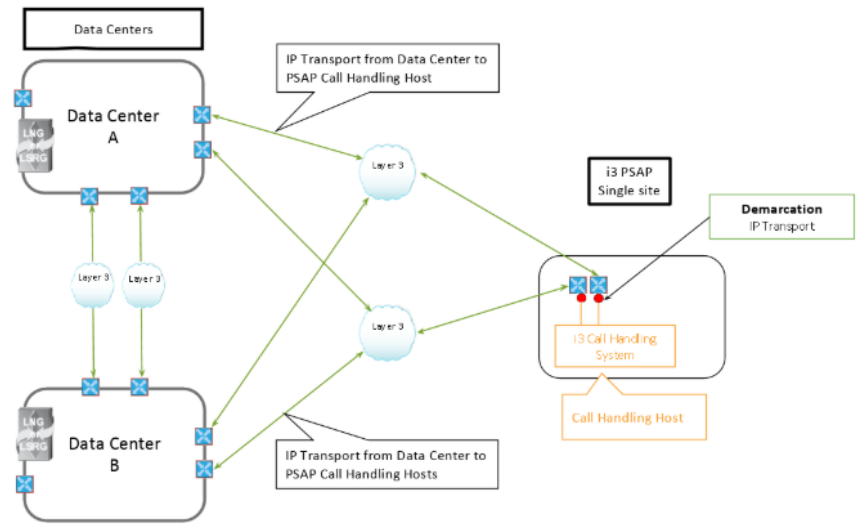 Data Centers
IP Transport from Data Center to
PSAP Call Handling Host
Data Center
A
LNG
LSRG
Layer 3
i3 PSAP
Single site
Demarcation
IP Transport
Layer 3
Layer 3
Layer 3
i3 Call Handling
System
Call Handling Host
LNG
LSRG
Data Center
B
IP Transport from Data Center to
PSAP Call Handling Hosts